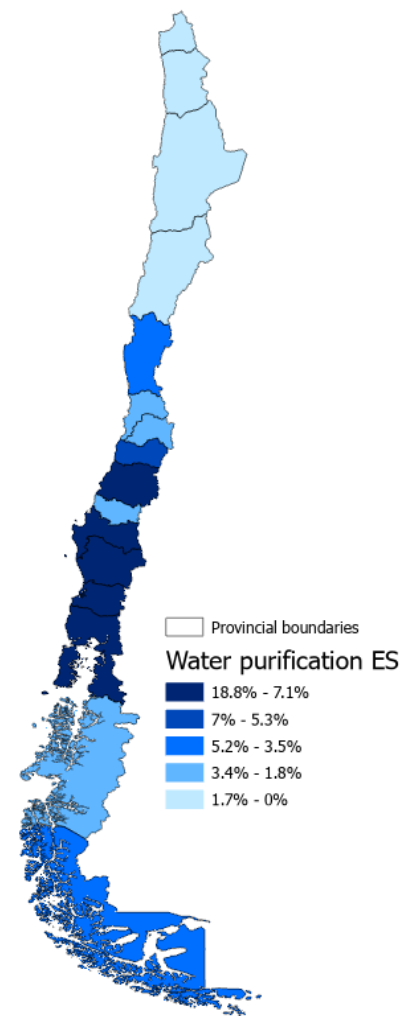 Provincial boundaries
Water purification ES
18.8% - 7.1%
7% - 5.3%
5.2% - 3.5%
3.4% - 1.8%
1.7% - 0%